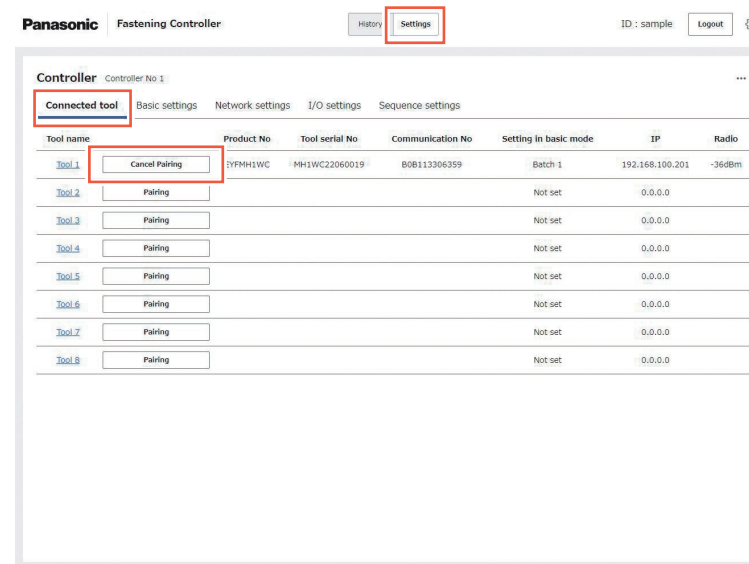 Panasonic Fastening Controller History Settings ID : sample Logout
Controller Controller No 1 ...
Connected tool Basic settings Network settings I/O settings Sequence settings
Tool name Product No Tool serial No Communication No Setting in basic mode IP Radio
Tool 1 Cancel Pairing EYFMH1WC MH1WC22060019 B0B113306359 Batch 1 192.168.100.201 -36dBm
Tool 2 Pairing Not set 0.0.0.0
Tool 3 Pairing Not set 0.0.0.0
Tool 4 Pairing Not set 0.0.0.0
Tool 5 Pairing Not set 0.0.0.0
Tool 6 Pairing Not set 0.0.0.0
Tool 7 Pairing Not set 0.0.0.0
Tool 8 Pairing Not set 0.0.0.0